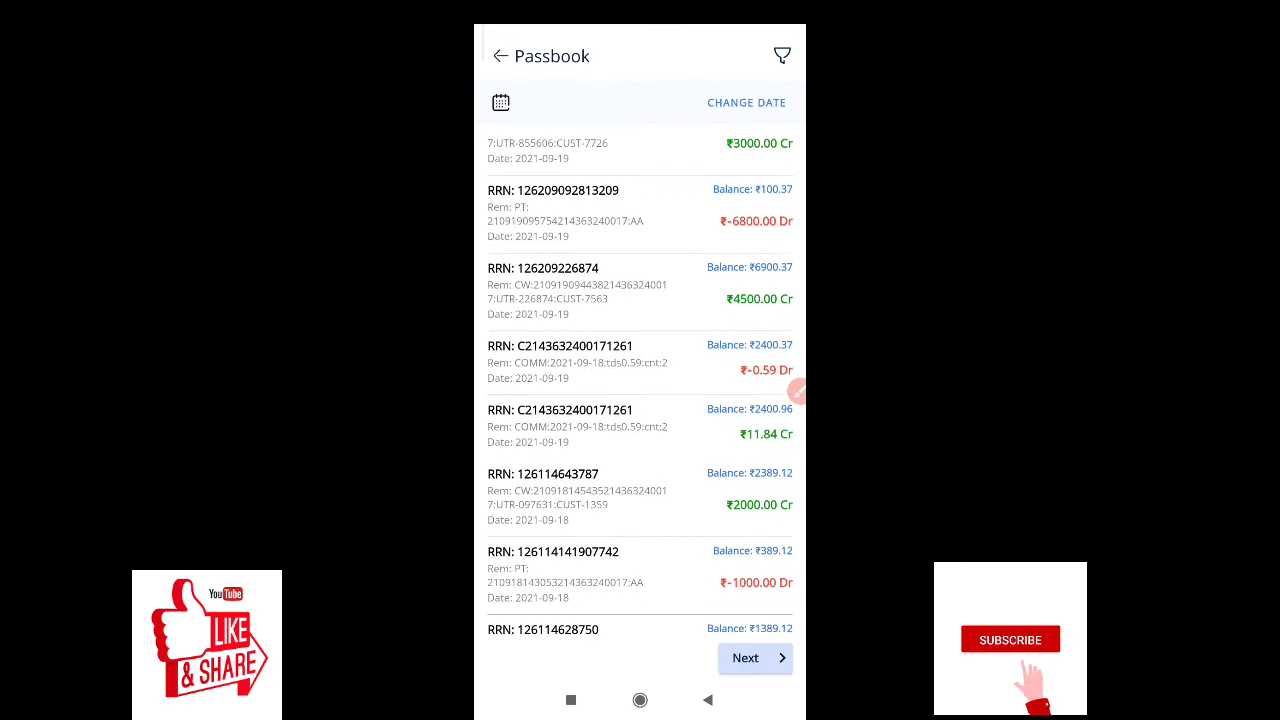 Passbook
CHANGE DATE
7:UTR-855606:CUST-7726
₹3000.00 Cr
Date: 2021-09-19
RRN: 126209092813209
Balance: ₹100.37
Rem: PT:
210919095754214363240017:AA
₹-6800.00 Dr
Date: 2021-09-19
RRN: 126209226874
Balance: ₹6900.37
Rem: CW:2109190944382143632400​1
7:UTR-226874:CUST-7563
₹4500.00 Cr
Date: 2021-09-19
RRN: C2143632400171261
Balance: ₹2400.37
Rem: COMM:2021-09-18:tds0.59:cnt:2
₹-0.59 Dr
Date: 2021-09-19
RRN: C2143632400171261
Balance: ₹2400.96
Rem: COMM:2021-09-18:tds0.59:cnt:2
₹11.84 Cr
Date: 2021-09-19
RRN: 126114643787
Balance: ₹2389.12
Rem: CW:21091814543521436324001
7:UTR-097631:CUST-1359
₹2000.00 Cr
Date: 2021-09-18
RRN: 126114141907742
Balance: ₹389.12
Rem: PT:
210918143053214363240017:AA
₹-1000.00 Dr
Date: 2021-09-18
RRN: 126114628750
Balance: ₹1389.12
Next
YouTube
LIKE
& SHARE
SUBSCRIBE